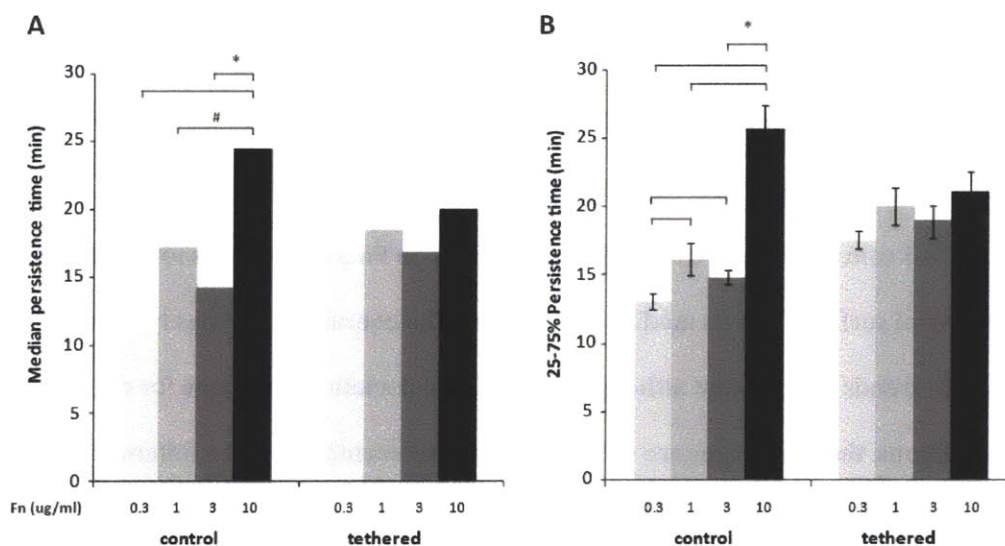 A
B
*
#
*
30
25
20
15
10
5
0
Median persistence time (min)
Fn (ug/ml)
0.3 1 3 10 0.3 1 3 10
control tethered
30
25
20
15
10
5
0
25-75% Persistence time (min)
0.3 1 3 10 0.3 1 3 10
control tethered